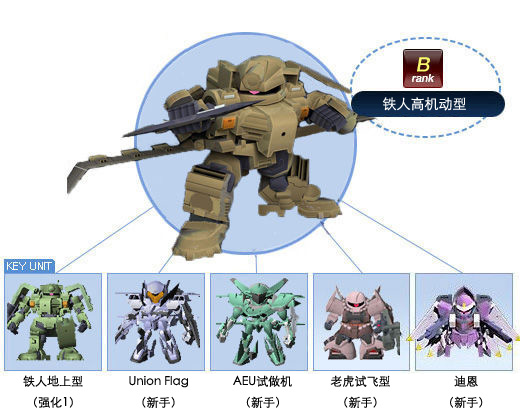 B
rank
铁人高机动型
KEY UNIT
铁人地上型
(强化1)
Union Flag
(新手)
AEU试做机
(新手)
老虎试飞型
(新手)
迪恩
(新手)